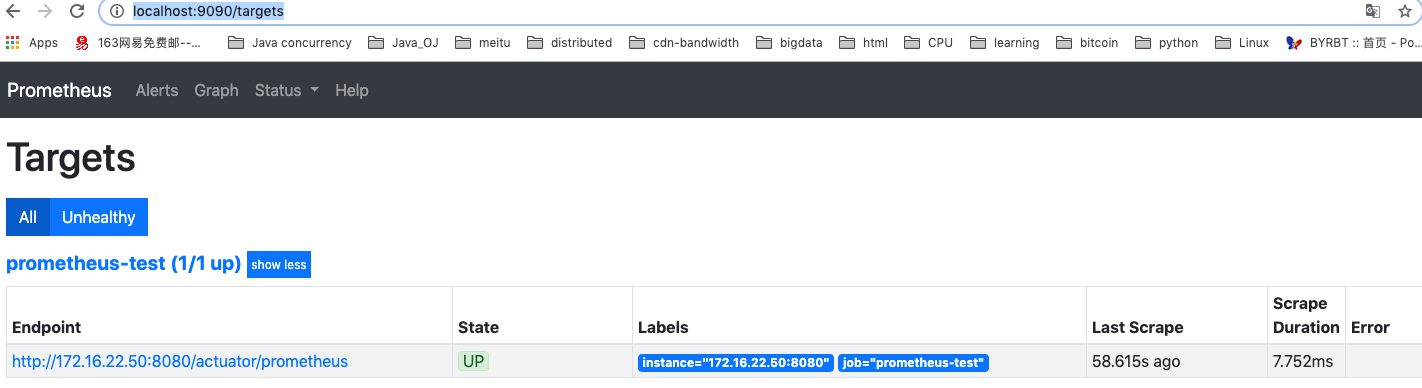 localhost:9090/targets
Apps 163网易免费邮--... Java concurrency Java_OJ meitu distributed cdn-bandwidth bigdata html CPU learning bitcoin python Linux BYRBT :: 首页 - Po...
Prometheus Alerts Graph Status Help
Targets
All Unhealthy
prometheus-test (1/1 up) show less
Endpoint State Labels Last Scrape Scrape Duration Error
http://172.16.22.50:8080/actuator/prometheus UP instance="172.16.22.50:8080" job="prometheus-test" 58.615s ago 7.752ms